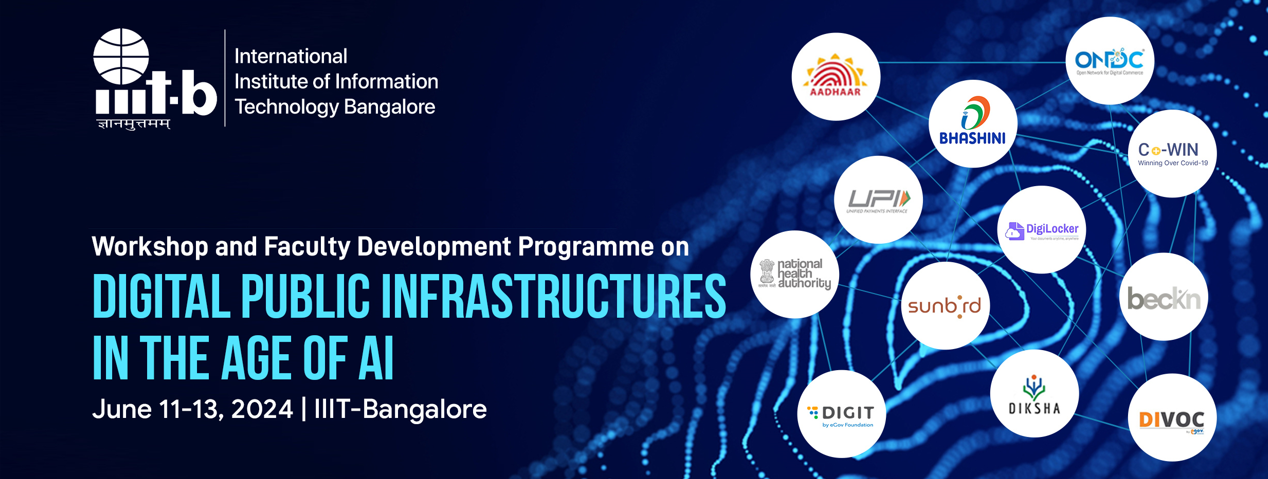 iiit-b
ज्ञानमुत्तमम्
International
Institute of Information
Technology Bangalore
Workshop and Faculty Development Programme on
DIGITAL PUBLIC INFRASTRUCTURES
IN THE AGE OF AI
June 11-13, 2024 | IIIT-Bangalore
AADHAAR
ONDC
Open Network for Digital Commerce
BHASHINI
Co-WIN
Winning Over Covid-19
UPI
UNIFIED PAYMENTS INTERFACE
DigiLocker
national
health
authority
sunbird
beckn
DIGIT
by eGov Foundation
DIKSHA
DIVOC